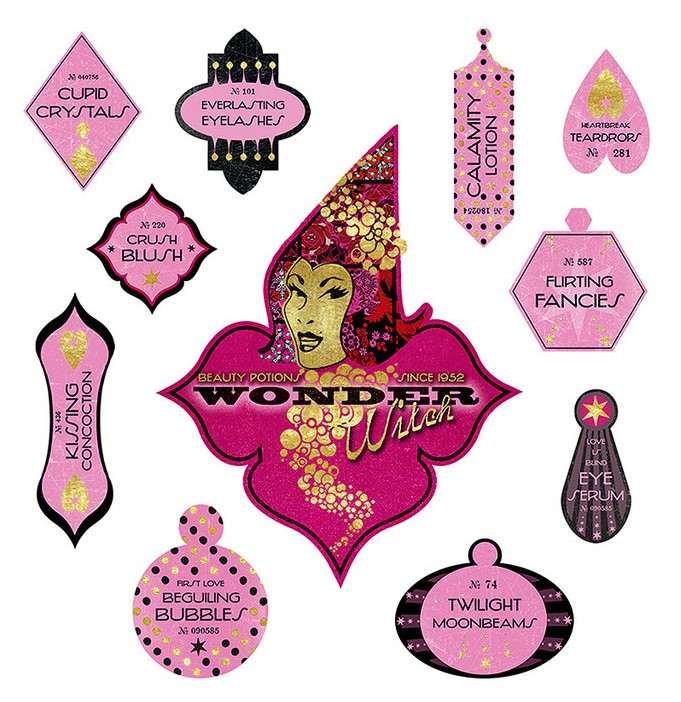 № 040756
CUPID
CRYSTALS
№ 101
EVERLASTING
EYELASHES
CALAMITY
LOTION
№ 180254
HEARTBREAK
TEARDROPS
№ 281
№ 220
CRUSH
BLUSH
№ 587
FLIRTING
FANCIES
BEAUTY POTIONS SINCE 1952
WONDER
Witch
№ 436
KISSING
CONCOCTION
LOVE
IS
BLIND
EYE
SERUM
№ 090585
FIRST LOVE
BEGUILING
BUBBLES
№ 090585
№ 74
TWILIGHT
MOONBEAMS